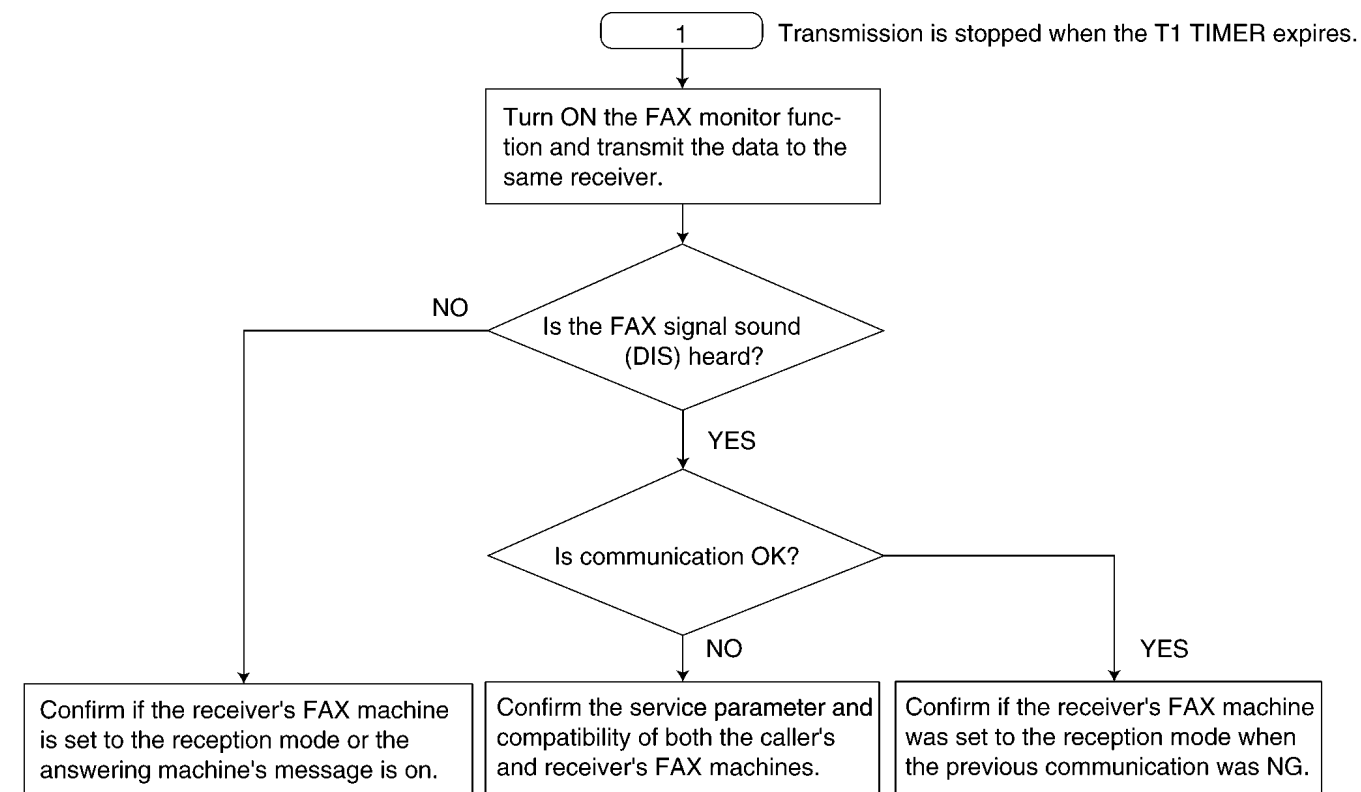 1
Transmission is stopped when the T1 TIMER expires.
Turn ON the FAX monitor func-
tion and transmit the data to the
same receiver.
NO
Is the FAX signal sound
(DIS) heard?
YES
Is communication OK?
NO
YES
Confirm if the receiver's FAX machine
is set to the reception mode or the
answering machine's message is on.
Confirm the service parameter and
compatibility of both the caller's
and receiver's FAX machines.
Confirm if the receiver's FAX machine
was set to the reception mode when
the previous communication was NG.